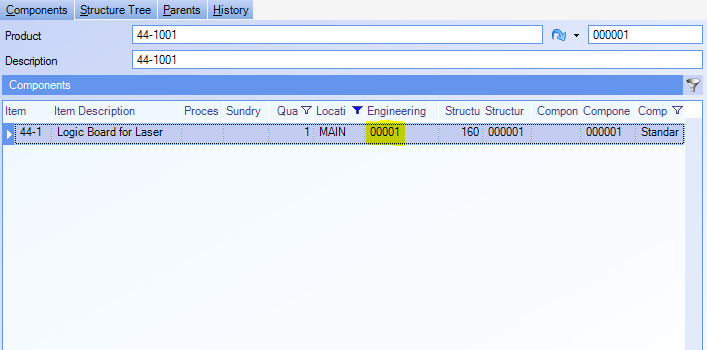 Components Structure Tree Parents History
Product 44-1001 000001
Description 44-1001
Components
Item Item Description Proces Sundry Qua Locati Engineering Structu Structur Compon Compone Comp
44-1 Logic Board for Laser 1 MAIN 00001 160 000001 000001 Standar